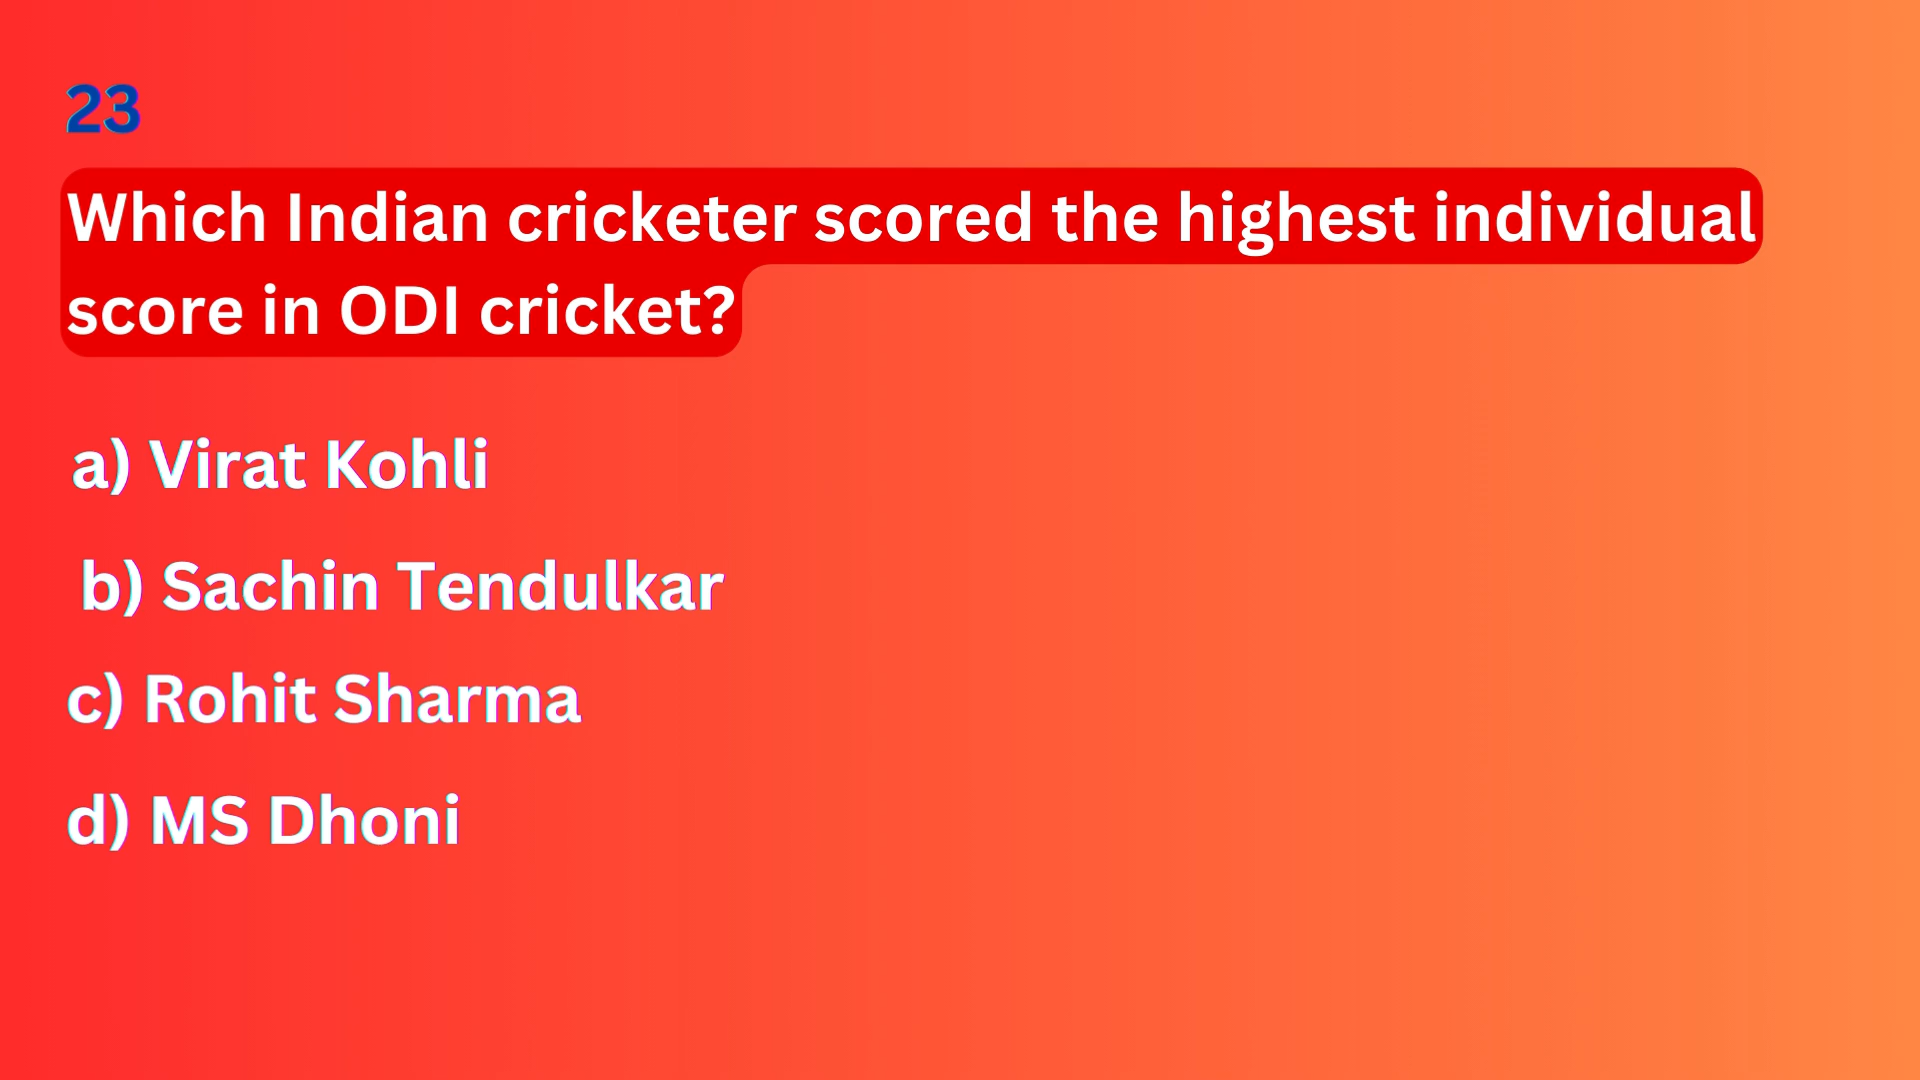 23
Which Indian cricketer scored the highest individual
score in ODI cricket?
a) Virat Kohli
b) Sachin Tendulkar
c) Rohit Sharma
d) MS Dhoni